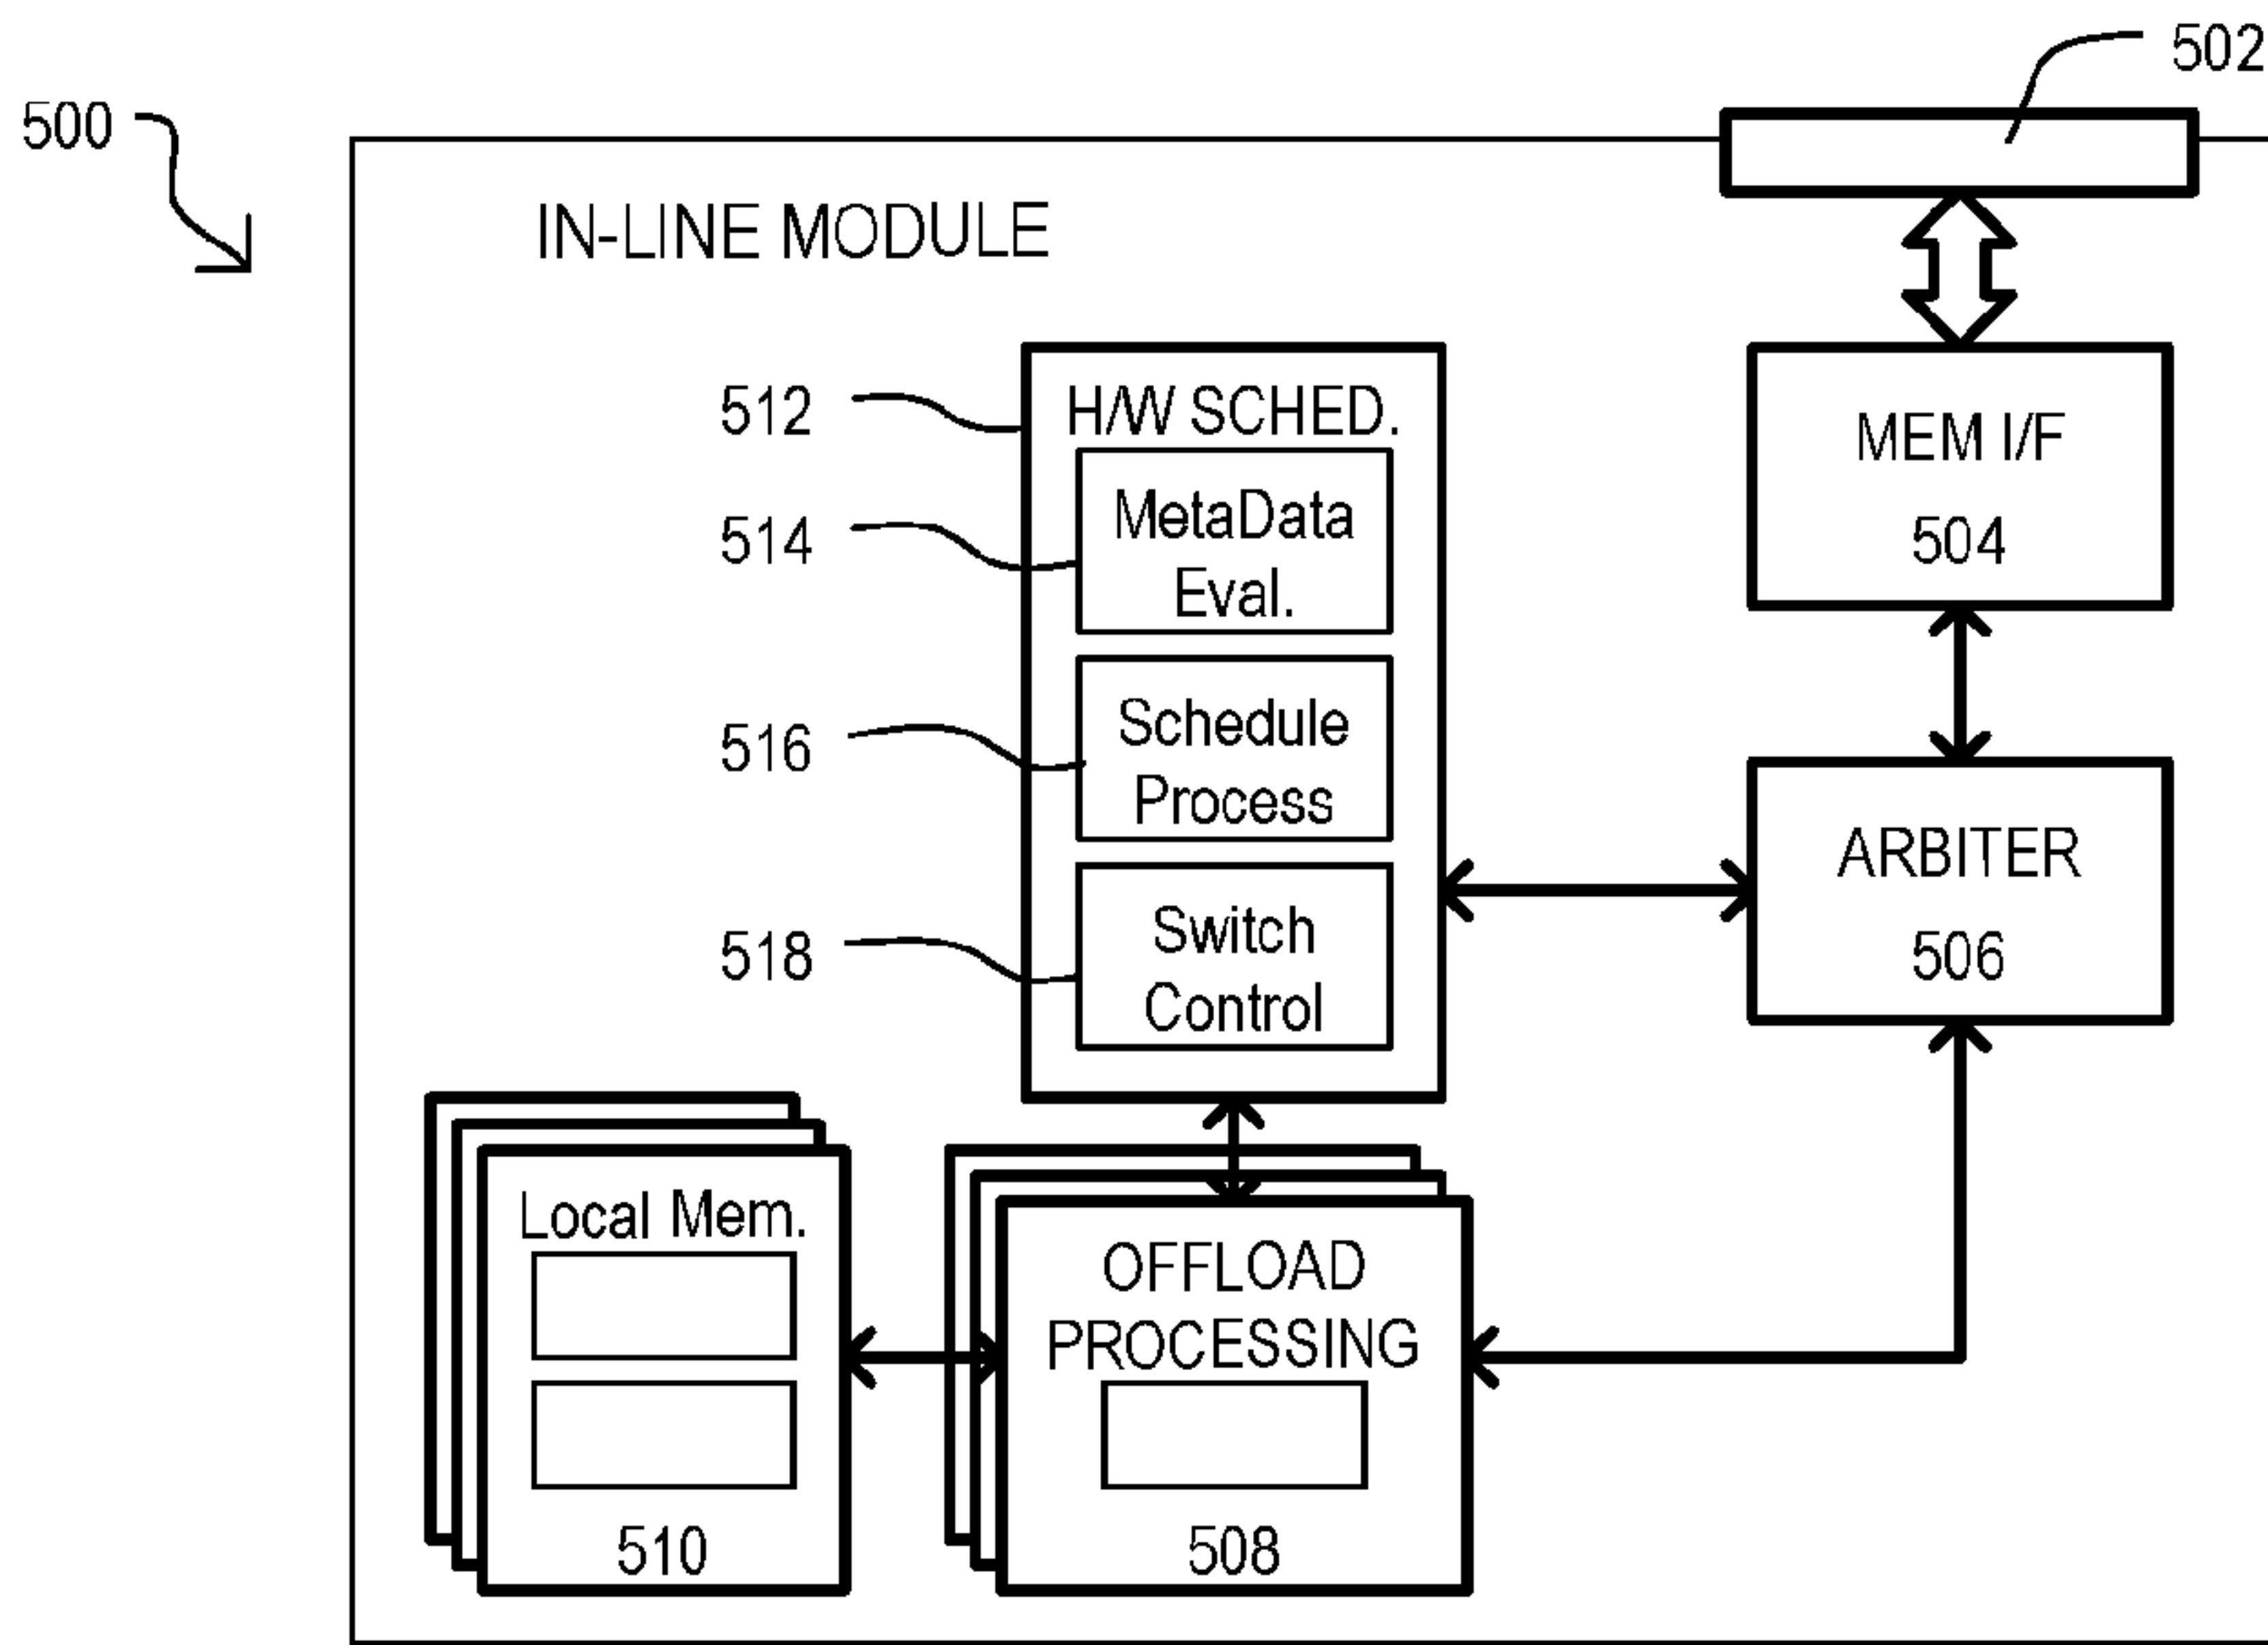 502
500
IN-LINE MODULE
512
H/W SCHED.
514
MetaData
Eval.
516
Schedule
Process
518
Switch
Control
MEM I/F
504
ARBITER
506
Local Mem.
510
OFFLOAD
PROCESSING
508